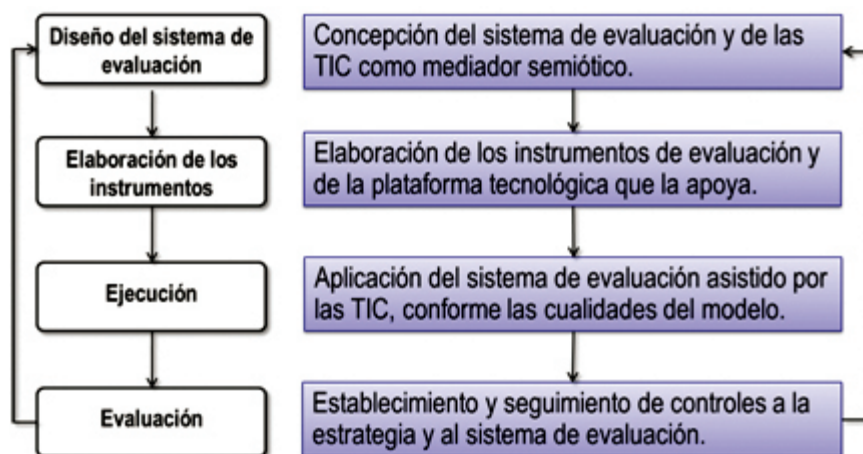 Diseño del sistema de
evaluación
Concepción del sistema de evaluación y de las
TIC como mediador semiótico.
Elaboración de los
instrumentos
Elaboración de los instrumentos de evaluación y
de la plataforma tecnológica que la apoya.
Ejecución
Aplicación del sistema de evaluación asistido por
las TIC, conforme las cualidades del modelo.
Evaluación
Establecimiento y seguimiento de controles a la
estrategia y al sistema de evaluación.